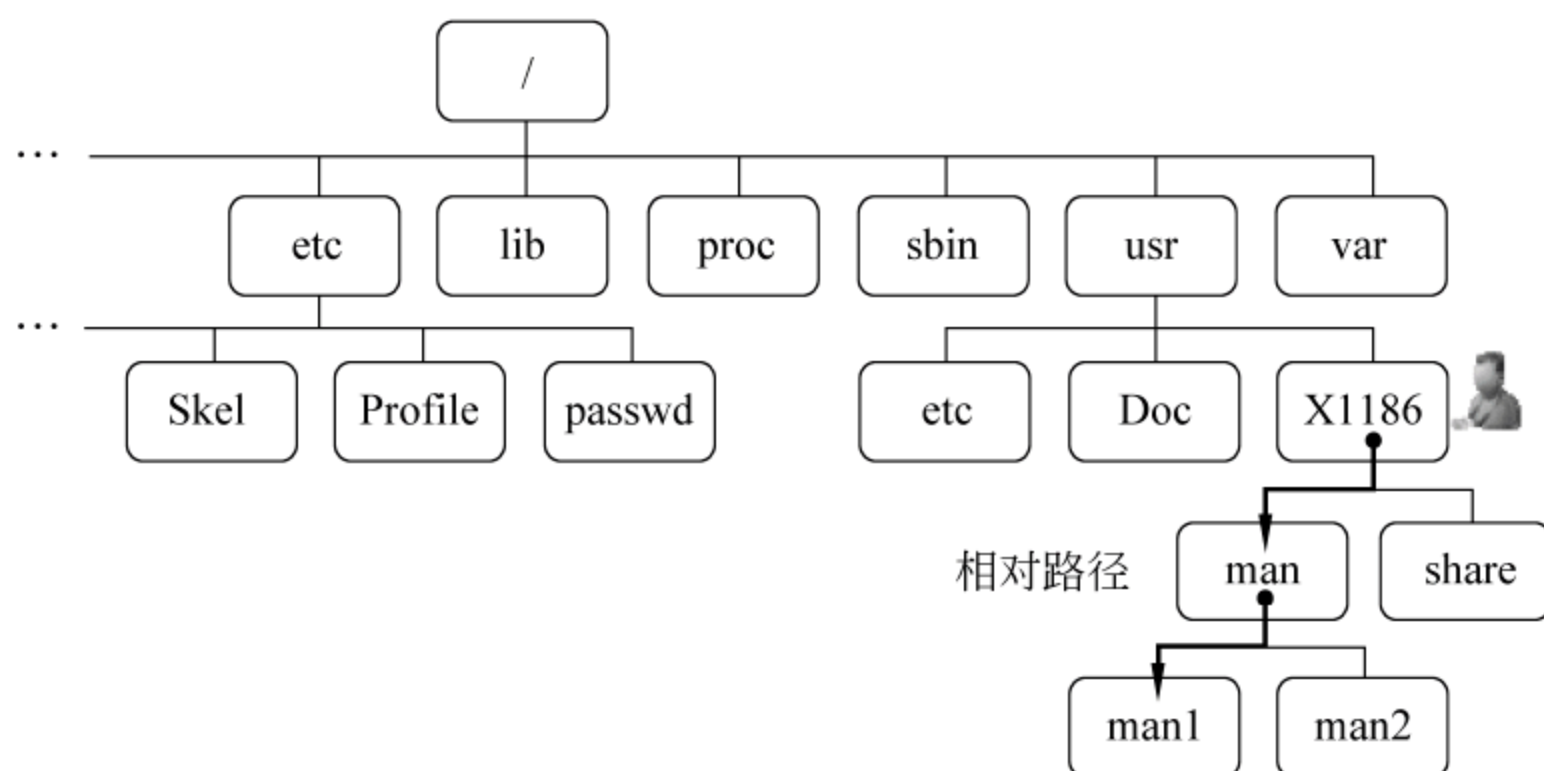 /
…
etc lib proc sbin usr var
…
Skel Profile passwd etc Doc X1186
相对路径 man share
man1 man2